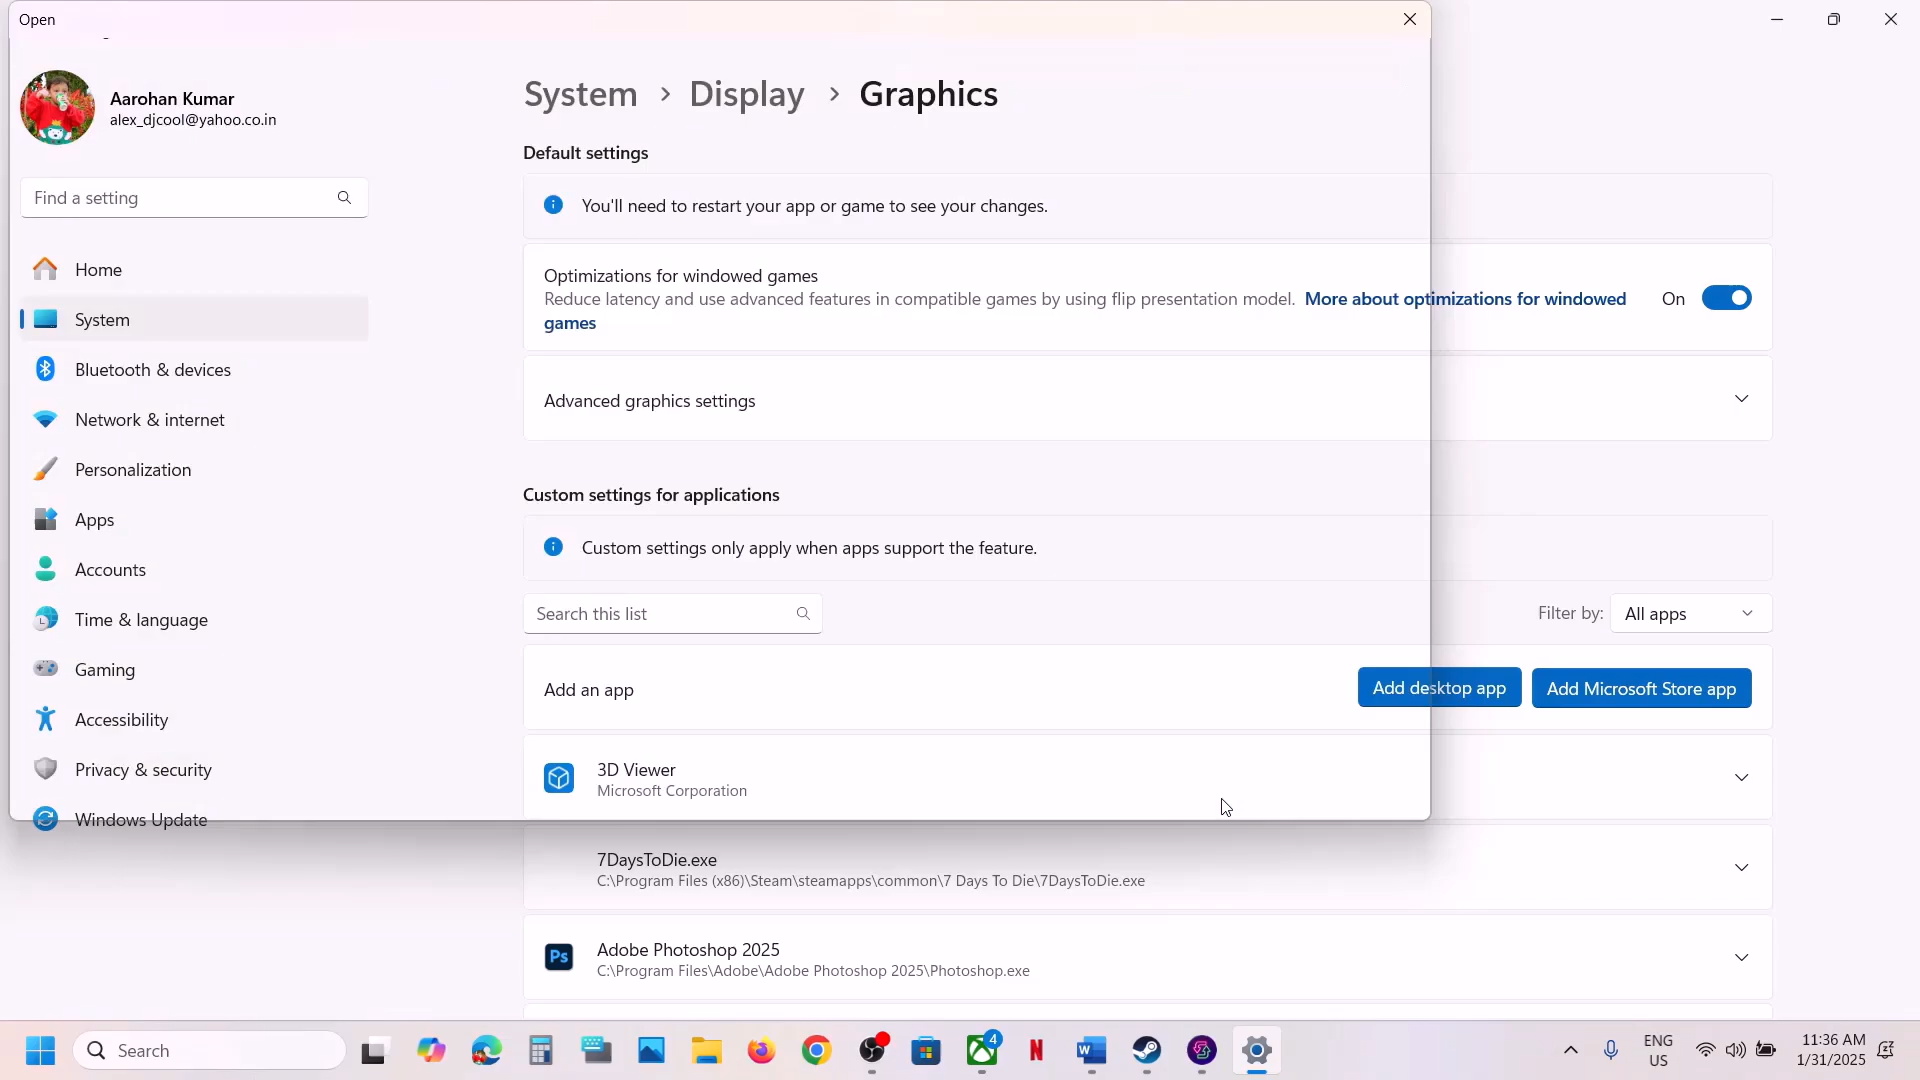 Open
Aarohan Kumar
alex_djcool@yahoo.co.in
Find a setting
Home
System
Bluetooth & devices
Network & internet
Personalization
Apps
Accounts
Time & language
Gaming
Accessibility
Privacy & security
Windows Update
System > Display > Graphics
Default settings
You'll need to restart your app or game to see your changes.
Optimizations for windowed games
Reduce latency and use advanced features in compatible games by using flip presentation model. More about optimizations for windowed
games
On
Advanced graphics settings
Custom settings for applications
Custom settings only apply when apps support the feature.
Search this list
Filter by: All apps
Add an app
Add desktop app
Add Microsoft Store app
3D Viewer
Microsoft Corporation
7DaysToDie.exe
C:\Program Files (x86)\Steam\steamapps\common\7 Days To Die\7DaysToDie.exe
Adobe Photoshop 2025
C:\Program Files\Adobe\Adobe Photoshop 2025\Photoshop.exe
Ps
Search
4
ENG
US
11:36 AM
1/31/2025